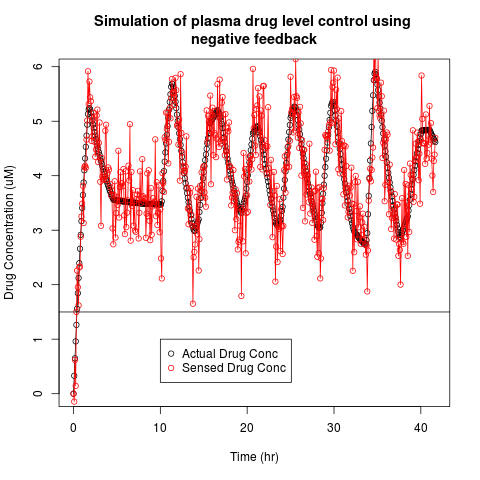 Simulation of plasma drug level control using
negative feedback
Drug Concentration (uM)
6
5
4
3
2
1
0
Actual Drug Conc
Sensed Drug Conc
0 10 20 30 40
Time (hr)